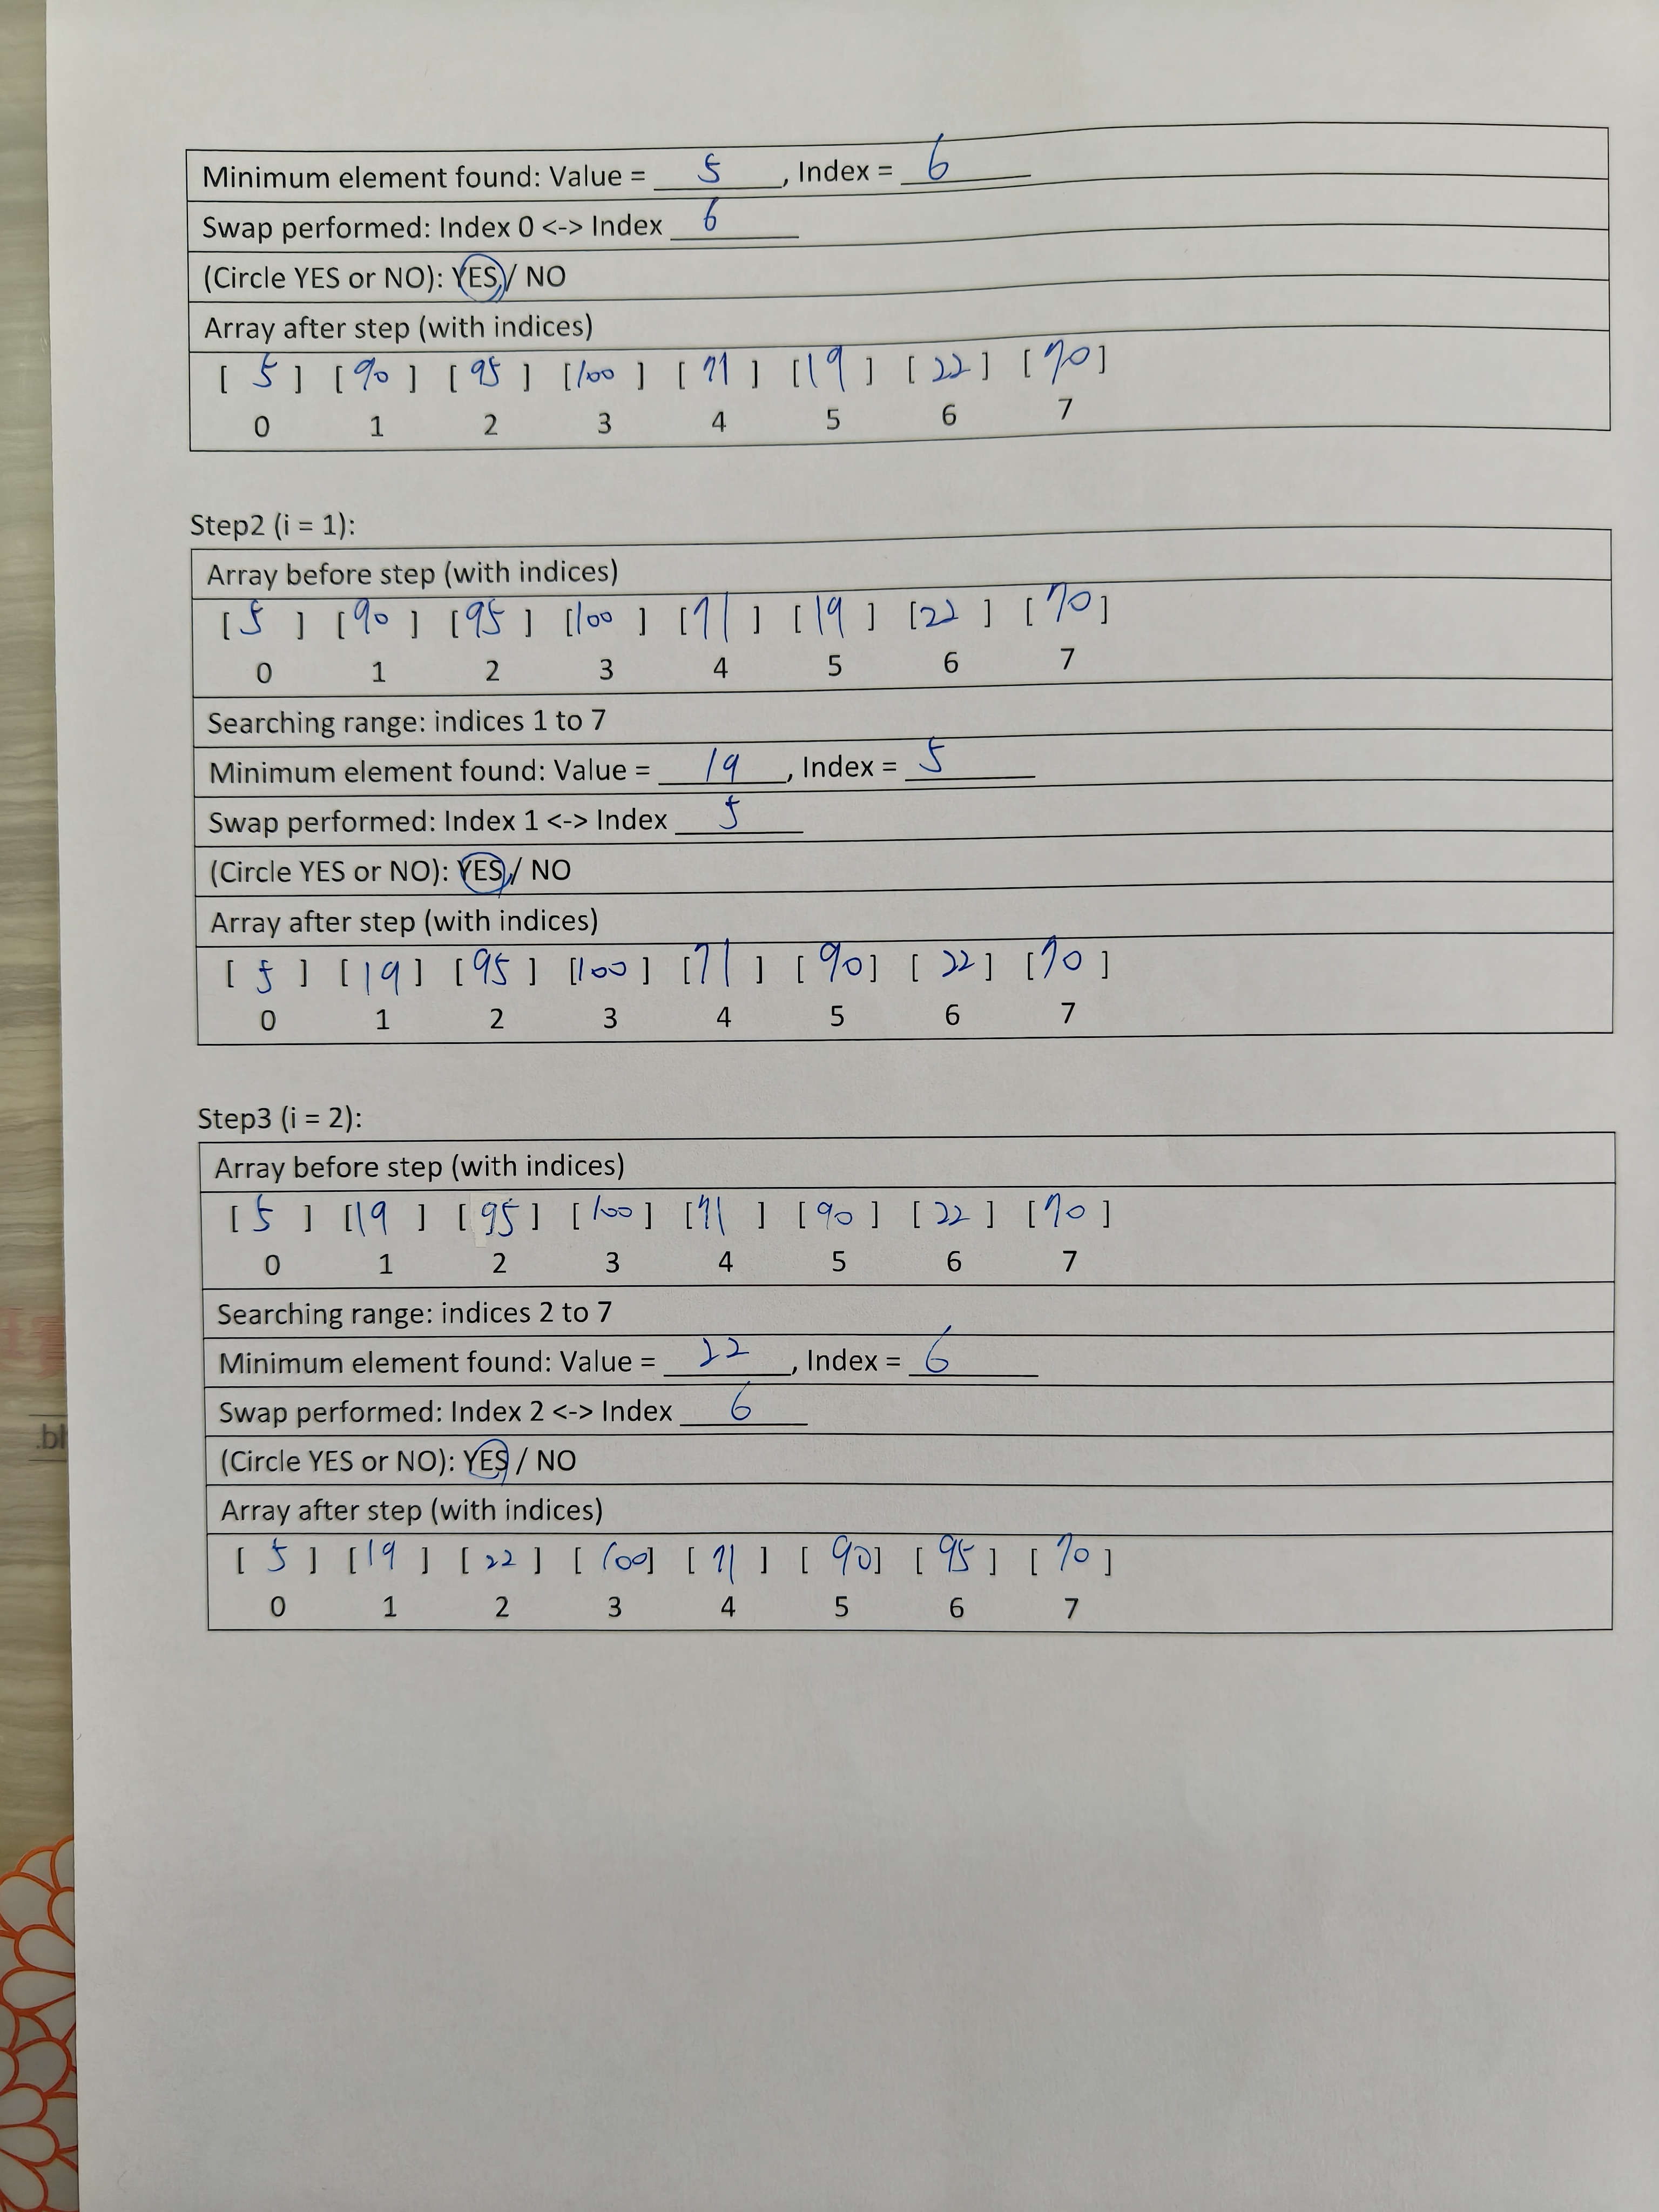 Minimum element found: Value = 5, Index = 6
Swap performed: Index 0 <-> Index 6
(Circle YES or NO): YES / NO
Array after step (with indices)
[ 5 ] [ 90 ] [ 95 ] [ 100 ] [ 71 ] [ 19 ] [ 22 ] [ 70 ]
0 1 2 3 4 5 6 7
Step2 (i = 1):
Array before step (with indices)
[ 5 ] [ 90 ] [ 95 ] [ 100 ] [ 71 ] [ 19 ] [ 22 ] [ 70 ]
0 1 2 3 4 5 6 7
Searching range: indices 1 to 7
Minimum element found: Value = 19, Index = 5
Swap performed: Index 1 <-> Index 5
(Circle YES or NO): YES / NO
Array after step (with indices)
[ 5 ] [ 19 ] [ 95 ] [ 100 ] [ 71 ] [ 90 ] [ 22 ] [ 70 ]
0 1 2 3 4 5 6 7
Step3 (i = 2):
Array before step (with indices)
[ 5 ] [ 19 ] [ 95 ] [ 100 ] [ 71 ] [ 90 ] [ 22 ] [ 70 ]
0 1 2 3 4 5 6 7
Searching range: indices 2 to 7
Minimum element found: Value = 22, Index = 6
Swap performed: Index 2 <-> Index 6
(Circle YES or NO): YES / NO
Array after step (with indices)
[ 5 ] [ 19 ] [ 22 ] [ 100 ] [ 71 ] [ 90 ] [ 95 ] [ 70 ]
0 1 2 3 4 5 6 7